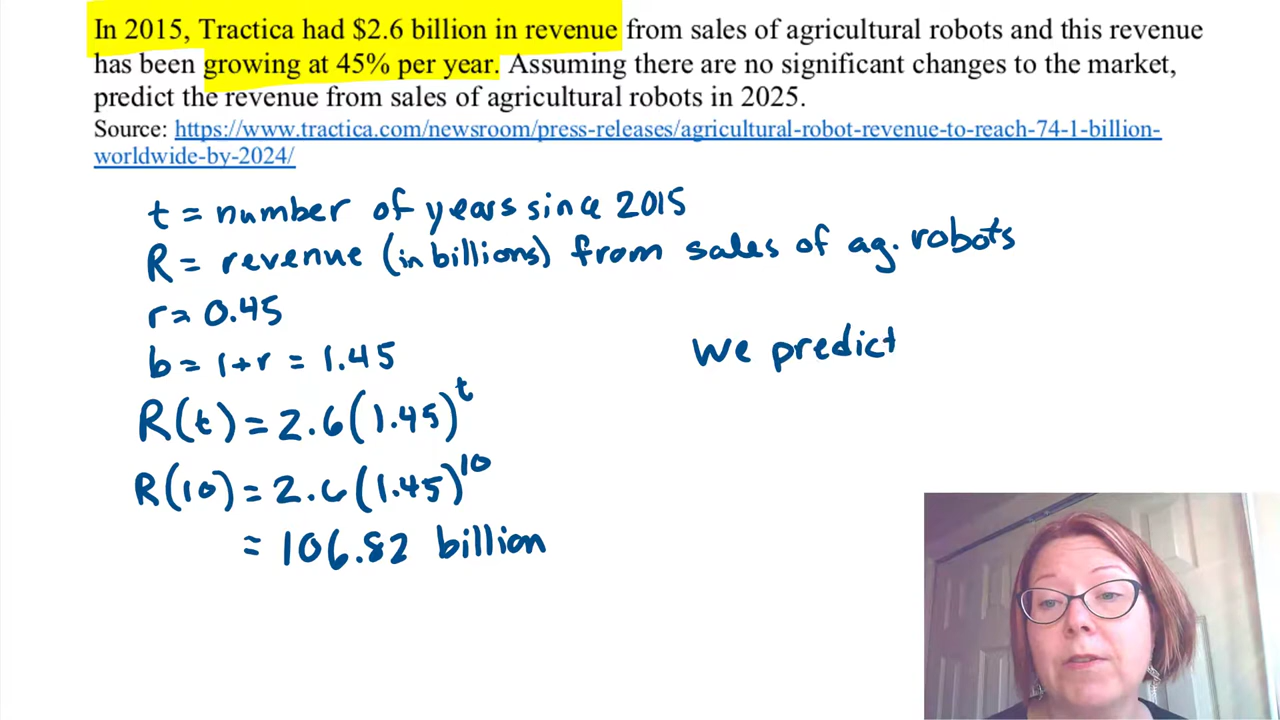 In 2015, Tractica had $2.6 billion in revenue from sales of agricultural robots and this revenue
has been growing at 45% per year. Assuming there are no significant changes to the market,
predict the revenue from sales of agricultural robots in 2025.
Source: https://www.tractica.com/newsroom/press-releases/agricultural-robot-revenue-to-reach-74-1-billion-
worldwide-by-2024/
t = number of years since 2015
R = revenue (in billions) from sales of ag. robots
r = 0.45
b = 1+r = 1.45
We predict
R(t) = 2.6(1.45)^t
R(10) = 2.6(1.45)^10
= 106.82 billion